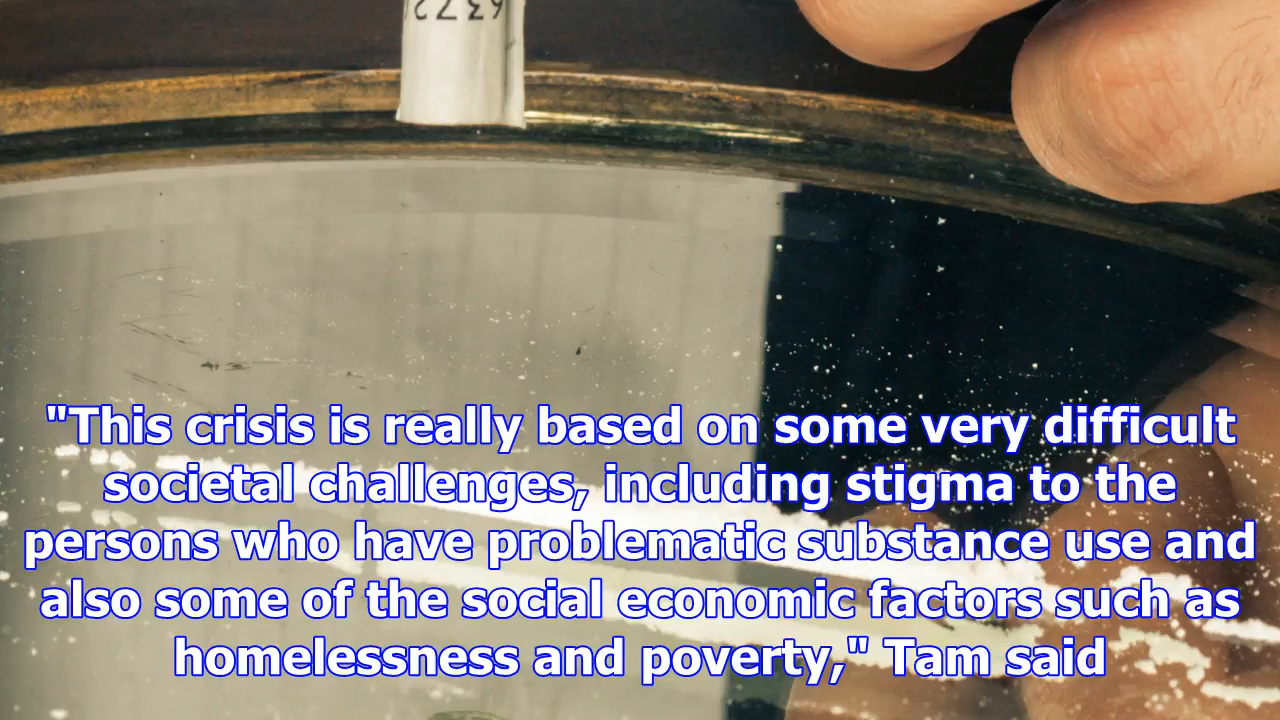 6372
"This crisis is really based on some very difficult
societal challenges, including stigma to the
persons who have problematic substance use and
also some of the social economic factors such as
homelessness and poverty," Tam said